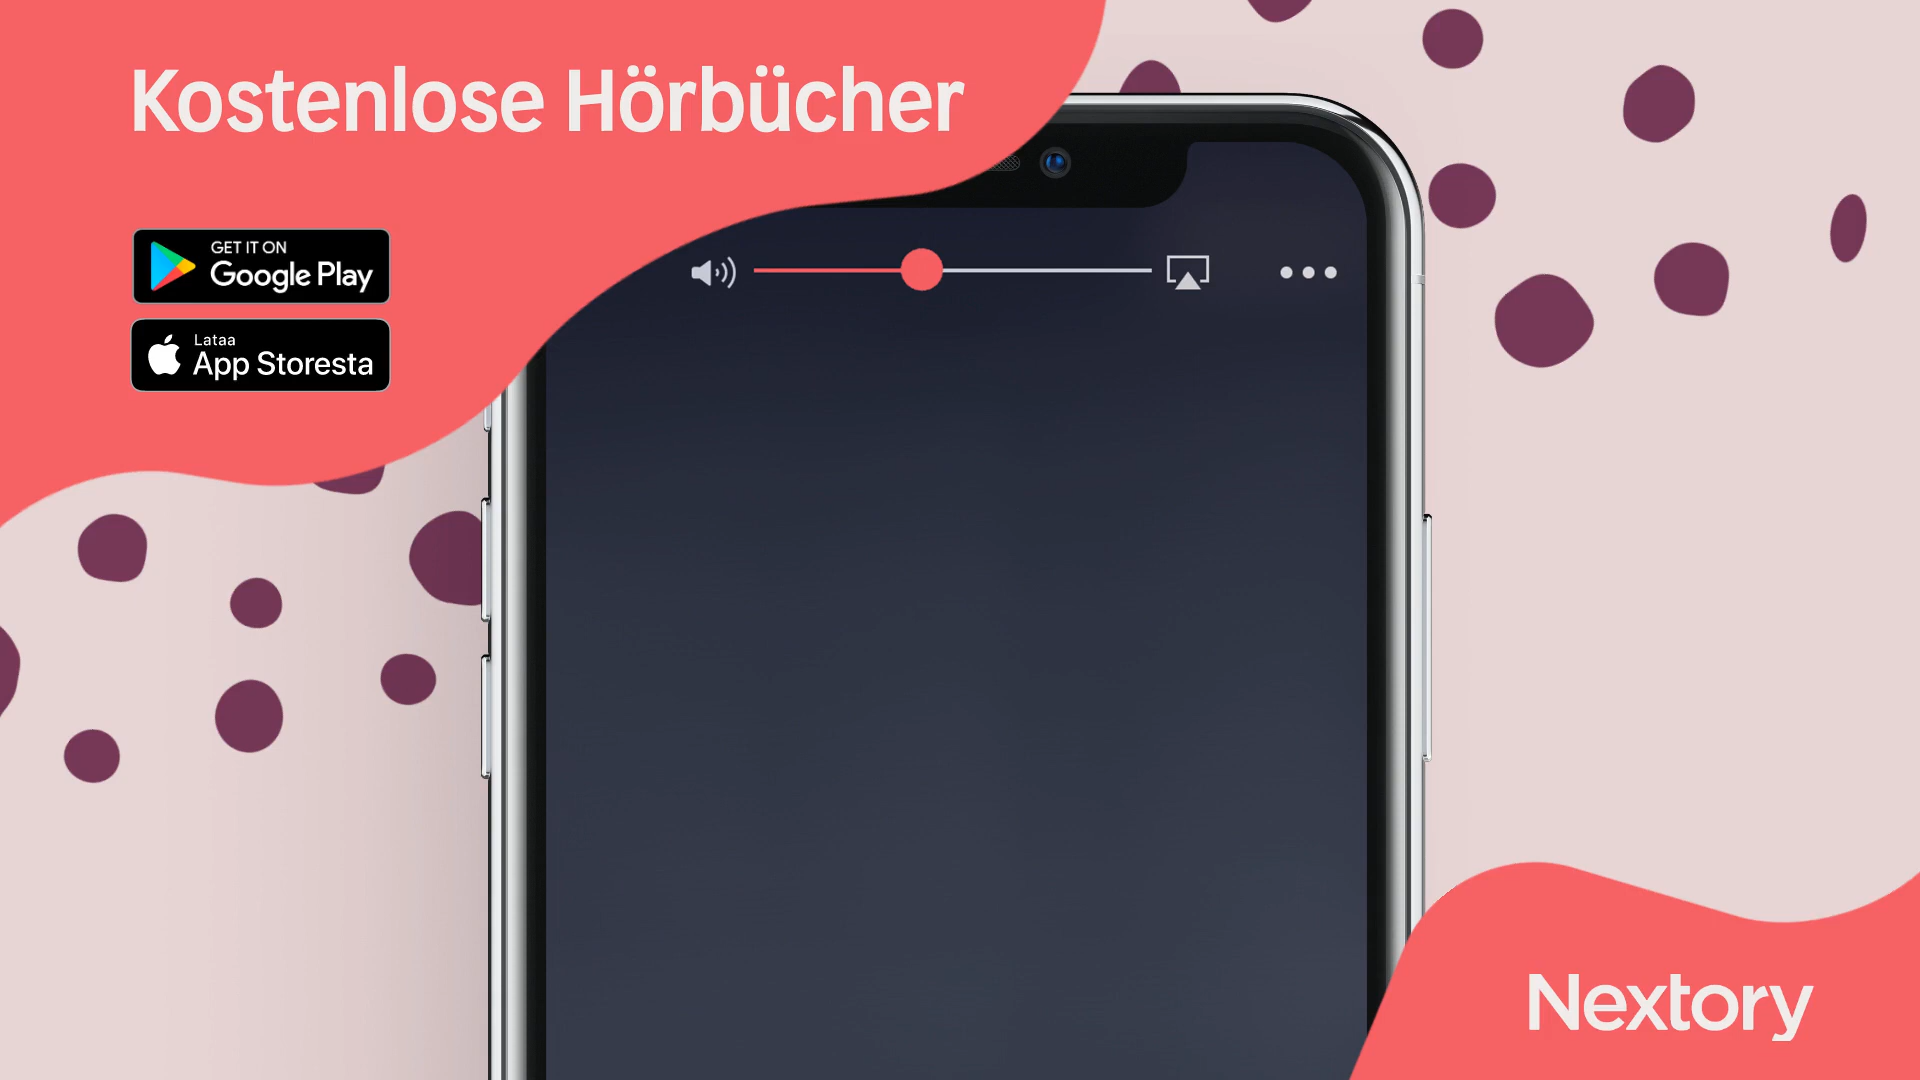 Kostenlose Hörbücher
GET IT ON
Google Play
Lataa
App Storesta
Nextory